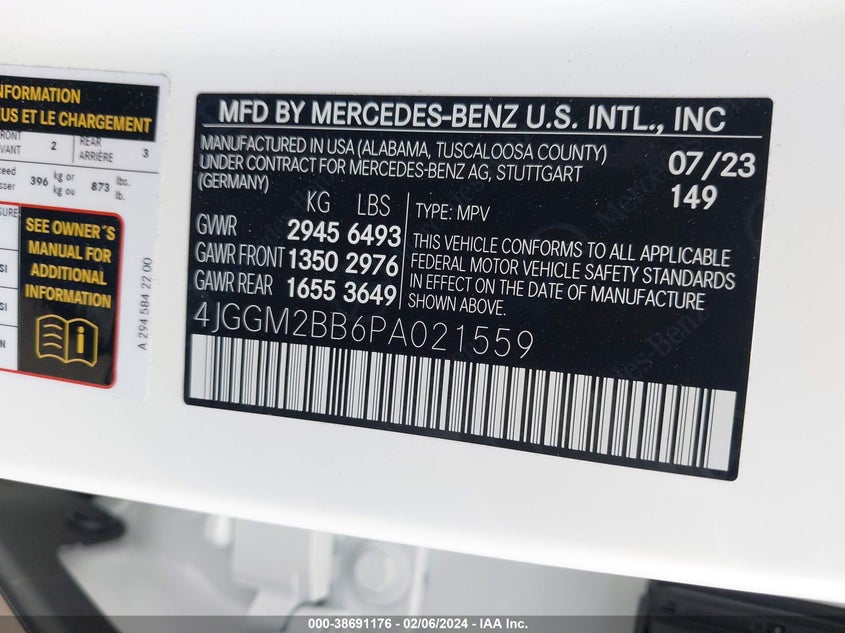 NFORMATION
EUS ET LE CHARGEMENT
FRONT
VANT 2 REAR
ARRIÈRE 3
396 kg or
kg ou 873 lbs.
lb.
SEE OWNER´S
MANUAL FOR
ADDITIONAL
INFORMATION
A 294 584 22 00
MFD BY MERCEDES-BENZ U.S. INTL., INC
MANUFACTURED IN USA (ALABAMA, TUSCALOOSA COUNTY)
UNDER CONTRACT FOR MERCEDES-BENZ AG, STUTTGART
(GERMANY)
07/23
149
KG LBS
GVWR 2945 6493
GAWR FRONT 1350 2976
GAWR REAR 1655 3649
TYPE: MPV
THIS VEHICLE CONFORMS TO ALL APPLICABLE
FEDERAL MOTOR VEHICLE SAFETY STANDARDS
IN EFFECT ON THE DATE OF MANUFACTURE
SHOWN ABOVE.
4JGGM2BB6PA021559
000-38691176 - 02/06/2024 - IAA Inc.